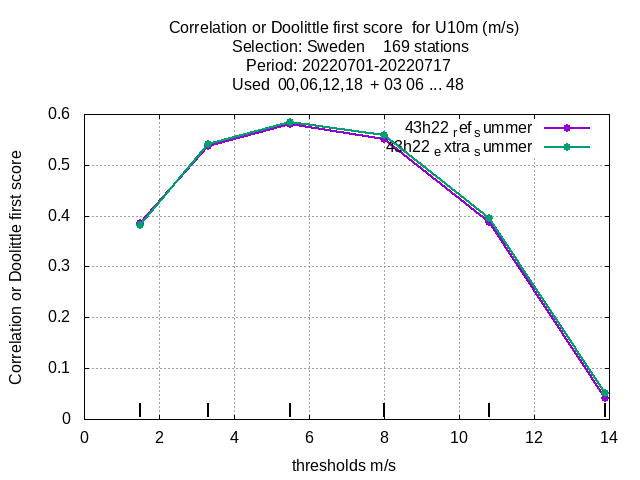 Correlation or Doolittle first score  for U10m (m/s)
Selection: Sweden    169 stations
Period: 20220701-20220717
Used  00,06,12,18  + 03 06 ... 48
43h22 ref summer
43h22 extra summer
0.6
0.5
0.4
0.3
0.2
0.1
0
0 2 4 6 8 10 12 14
Correlation or Doolittle first score
thresholds m/s